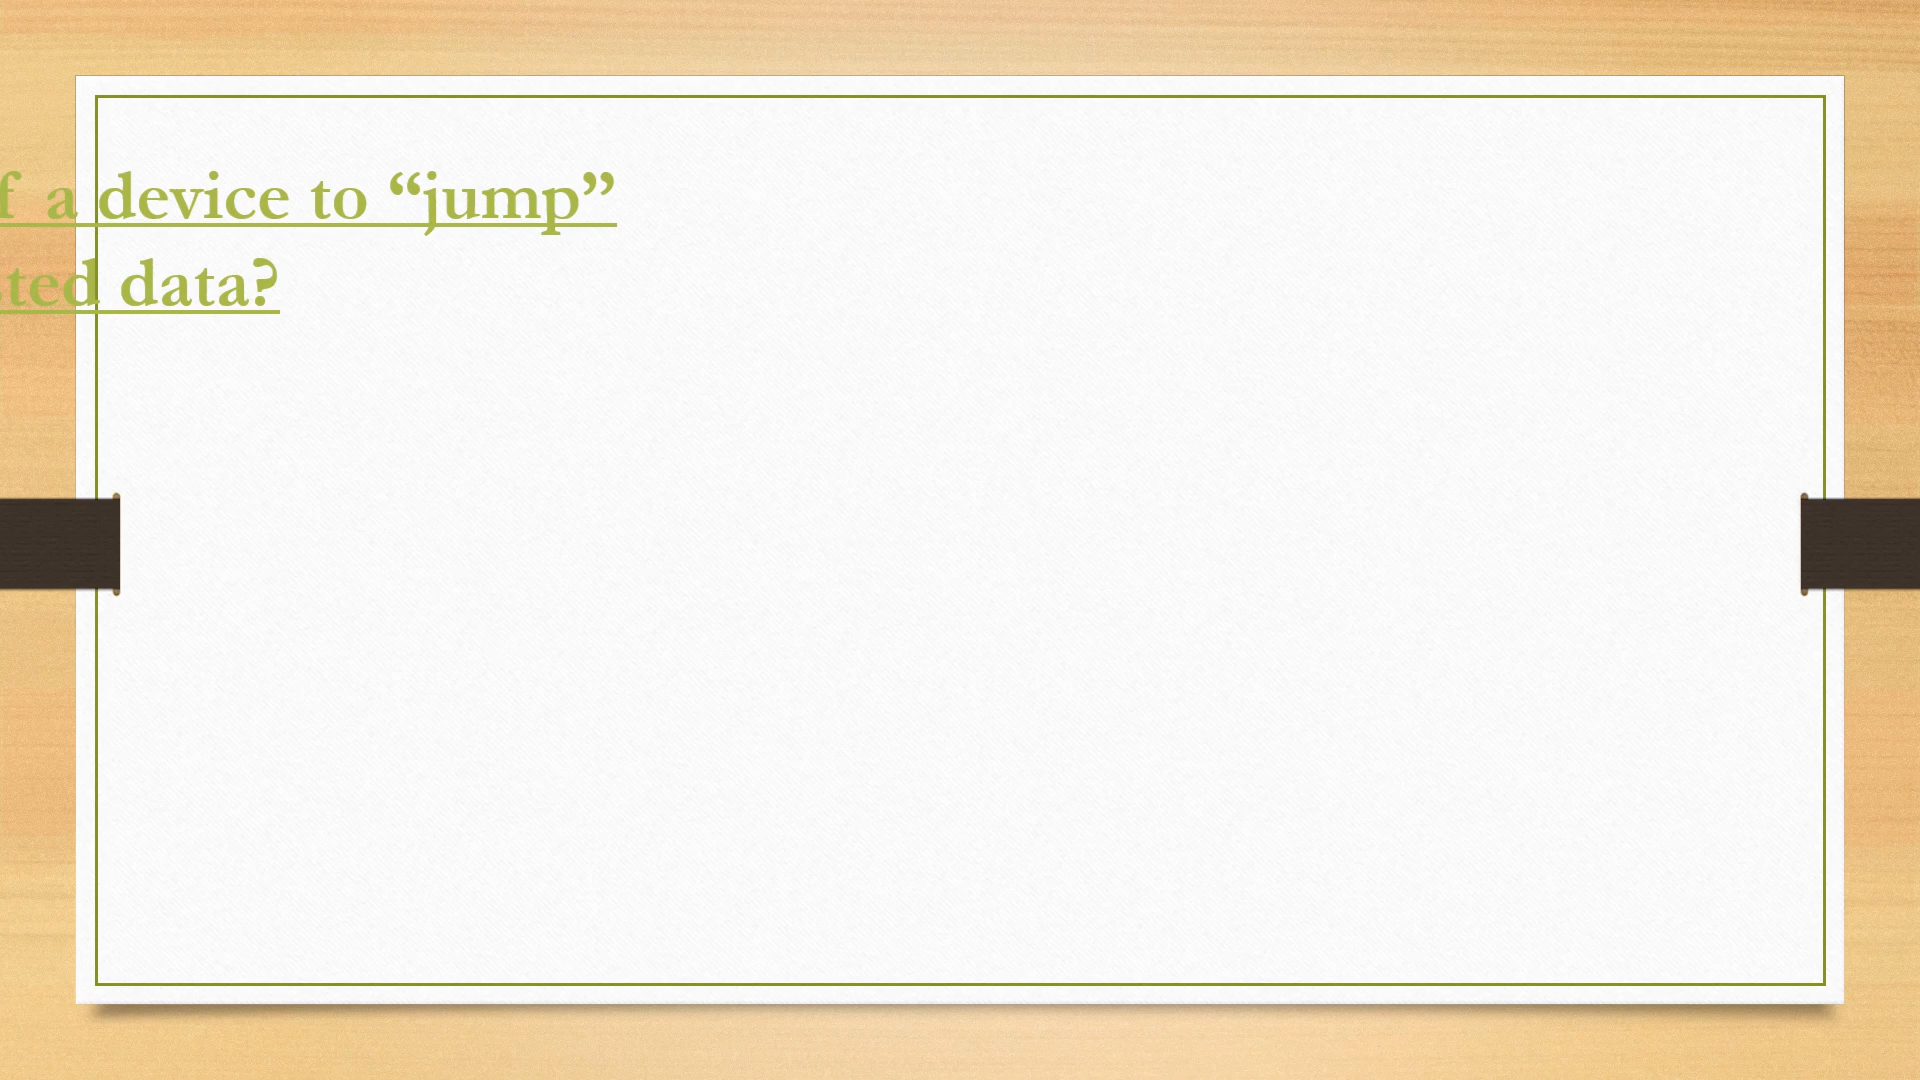 a device to “jump”
data?